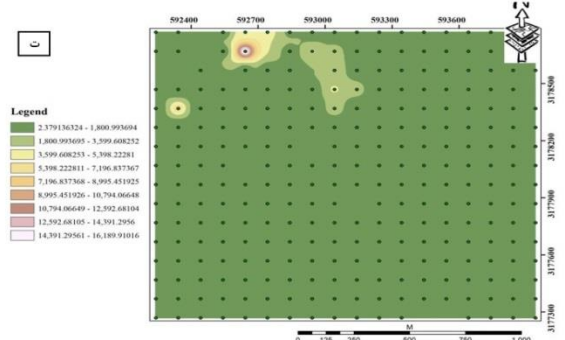 592400 592700 593000 593300 593600
N
ت
3178500
3178200
3177900
3177600
3177300
Legend
2.379136324 - 1,800.993694
1,800.993695 - 3,599.608252
3,599.608253 - 5,398.22281
5,398.222811 - 7,196.837367
7,196.837368 - 8,995.451925
8,995.451926 - 10,794.06648
10,794.06649 - 12,592.68104
12,592.68105 - 14,391.2956
14,391.29561 - 16,189.91016
M
0 125 250 500 750 1,000